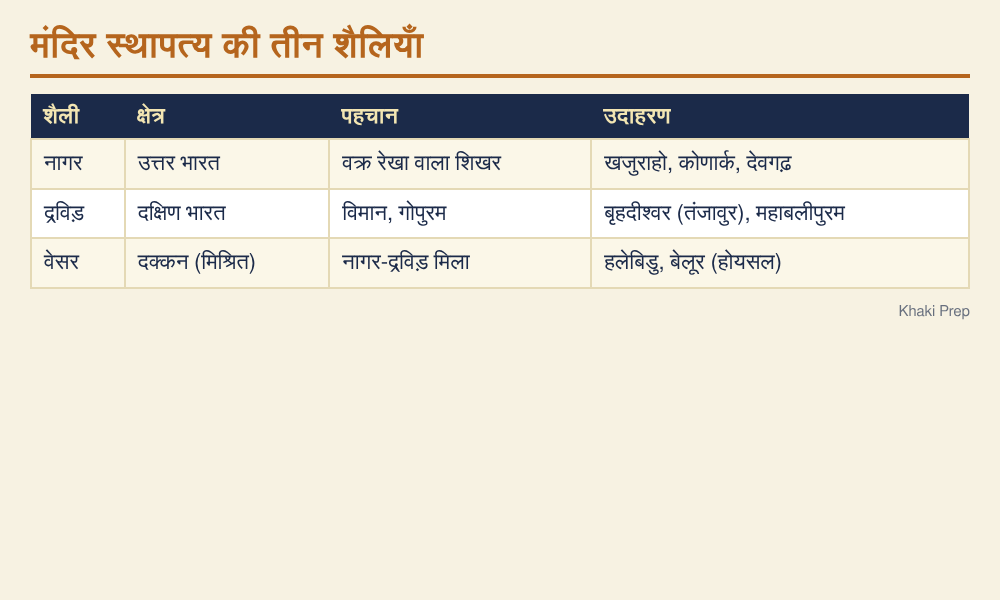 मंदिर स्थापत्य की तीन शैलियाँ
शैली क्षेत्र पहचान उदाहरण
नागर उत्तर भारत वक्र रेखा वाला शिखर खजुराहो, कोणार्क, देवगढ़
द्रविड़ दक्षिण भारत विमान, गोपुरम बृहदीश्वर (तंजावुर), महाबलीपुरम
वेसर दक्कन (मिश्रित) नागर-द्रविड़ मिला हलेबिडु, बेलूर (होयसल)
Khaki Prep